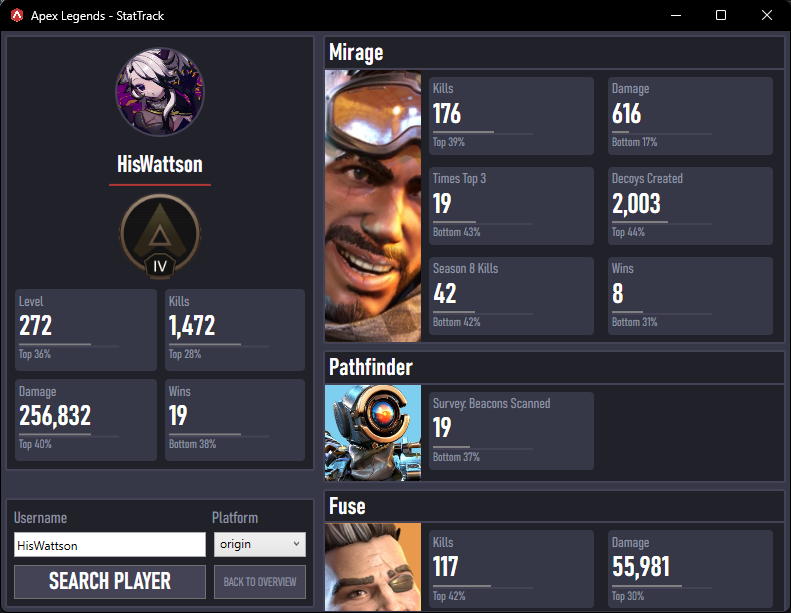 Apex Legends - StatTrack
HisWattson
IV
Level
272
Top 36%
Kills
1,472
Top 28%
Damage
256,832
Top 40%
Wins
19
Bottom 38%
Username
Platform
HisWattson
origin
SEARCH PLAYER
BACK TO OVERVIEW
Mirage
Kills
176
Top 39%
Damage
616
Bottom 17%
Times Top 3
19
Bottom 43%
Decoys Created
2,003
Top 44%
Season 8 Kills
42
Bottom 42%
Wins
8
Bottom 31%
Pathfinder
Survey: Beacons Scanned
19
Bottom 37%
Fuse
Kills
117
Top 42%
Damage
55,981
Top 30%